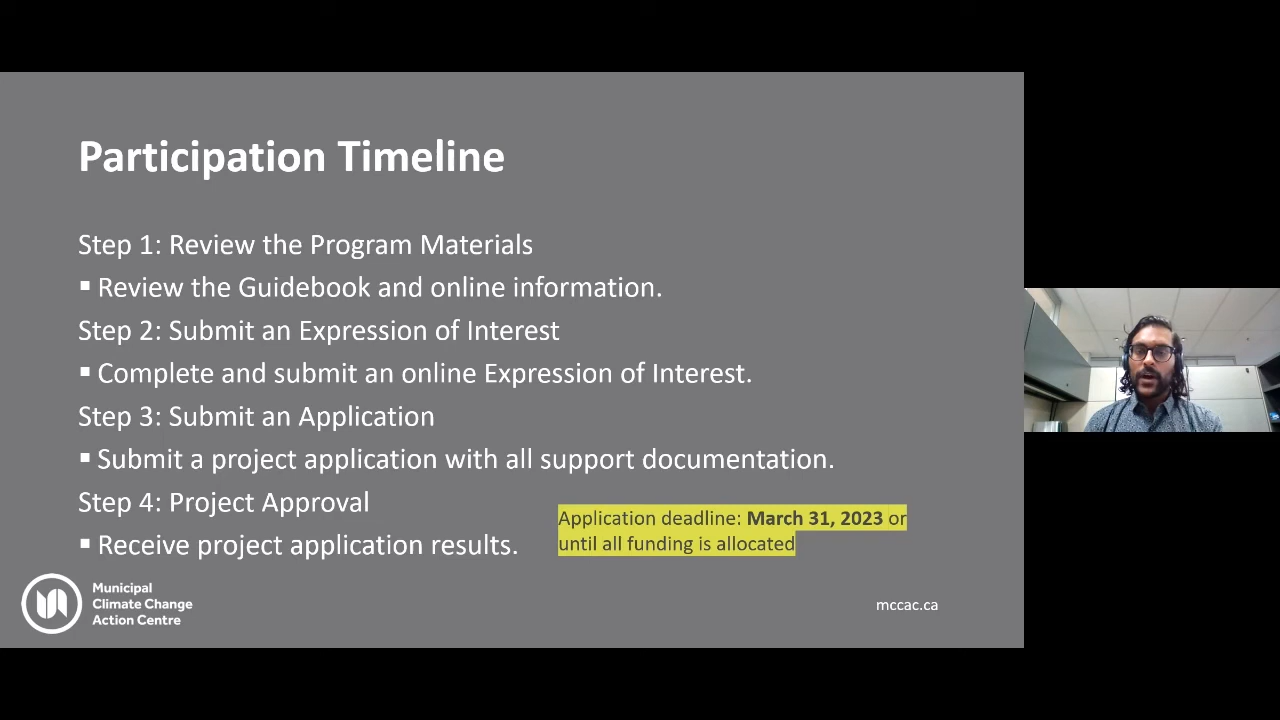 Participation Timeline
Step 1: Review the Program Materials
▪ Review the Guidebook and online information.
Step 2: Submit an Expression of Interest
▪ Complete and submit an online Expression of Interest.
Step 3: Submit an Application
▪ Submit a project application with all support documentation.
Step 4: Project Approval
▪ Receive project application results.
Application deadline: March 31, 2023 or
until all funding is allocated
Municipal
Climate Change
Action Centre
mccac.ca